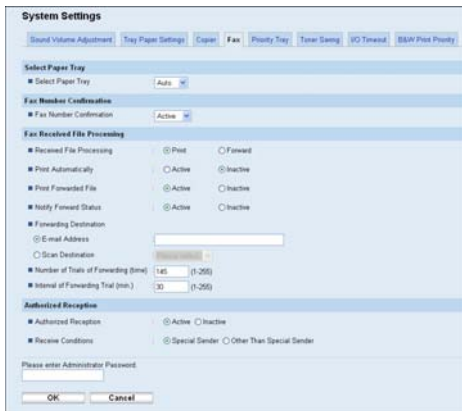 System Settings
Sound Volume Adjustment Tray Paper Settings Copier Fax Priority Tray Toner Saving I/O Timeout B&W Print Priority
Select Paper Tray
Select Paper Tray : Auto
Fax Number Confirmation
Fax Number Confirmation : Active
Fax Received File Processing
Received File Processing : Print Forward
Print Automatically : Active Inactive
Print Forwarded File : Active Inactive
Notify Forward Status : Active Inactive
Forwarding Destination
E-mail Address :
Scan Destination :
Number of Trials of Forwarding (time) : 145 (1-255)
Interval of Forwarding Trial (min.) : 30 (1-255)
Authorized Reception
Authorized Reception : Active Inactive
Receive Conditions : Special Sender Other Than Special Sender
Please enter Administrator Password.
OK Cancel